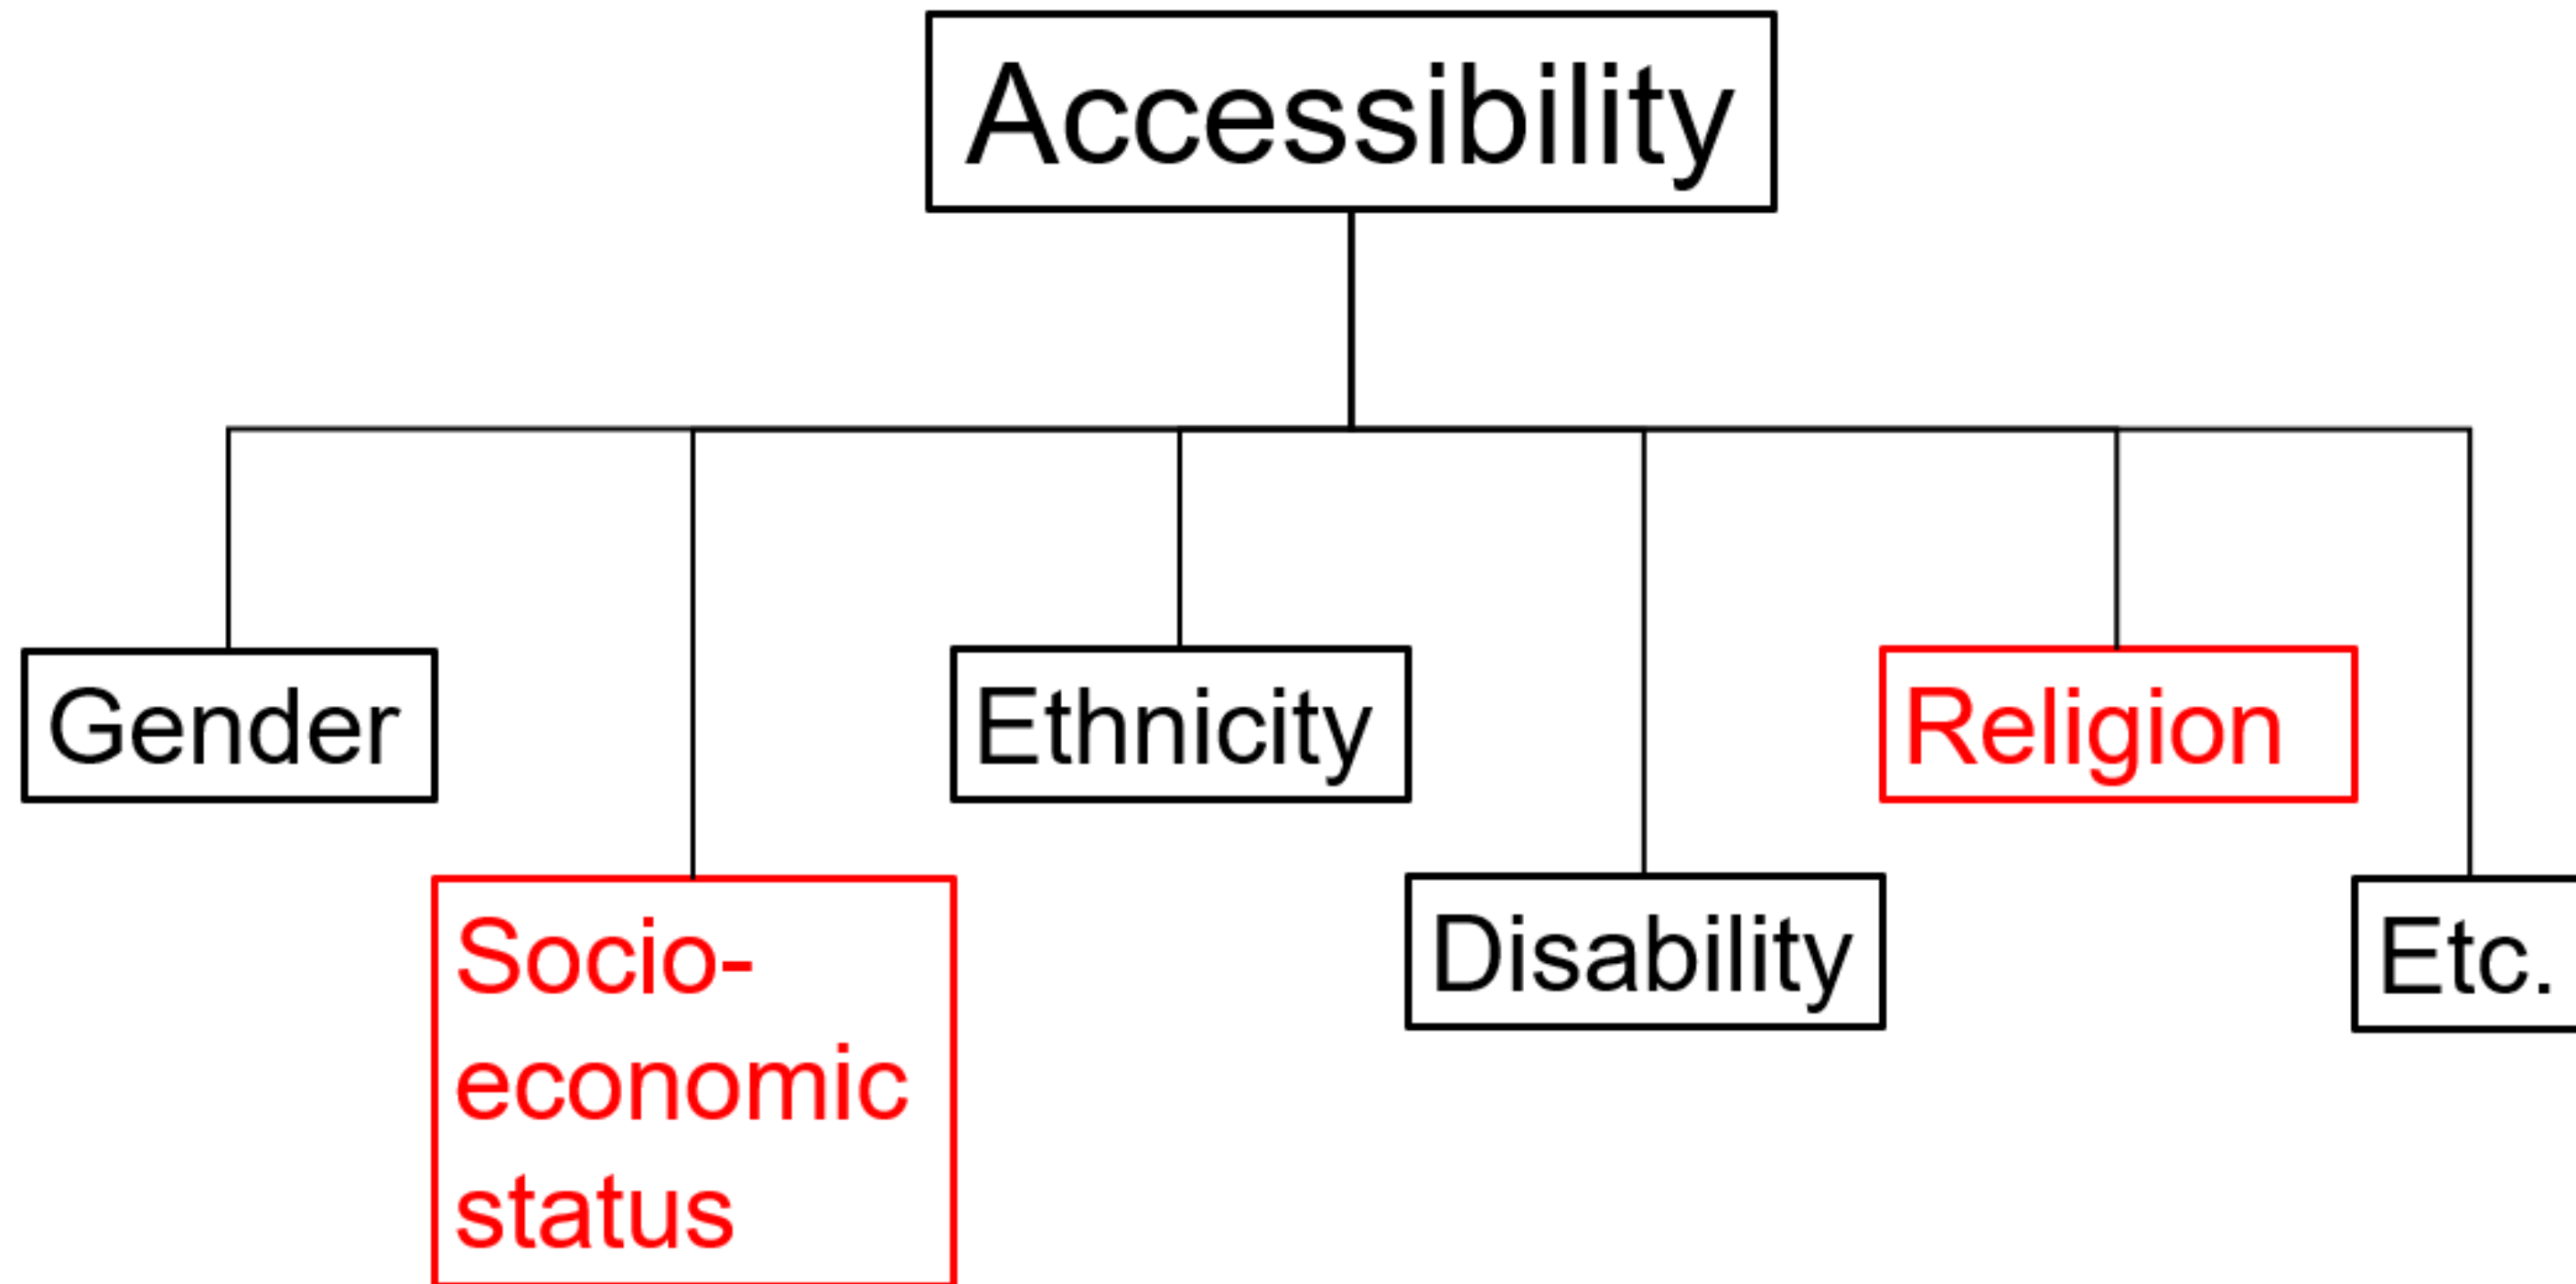 Accessibility
Gender
Ethnicity
Religion
Socio-
economic
status
Disability
Etc.